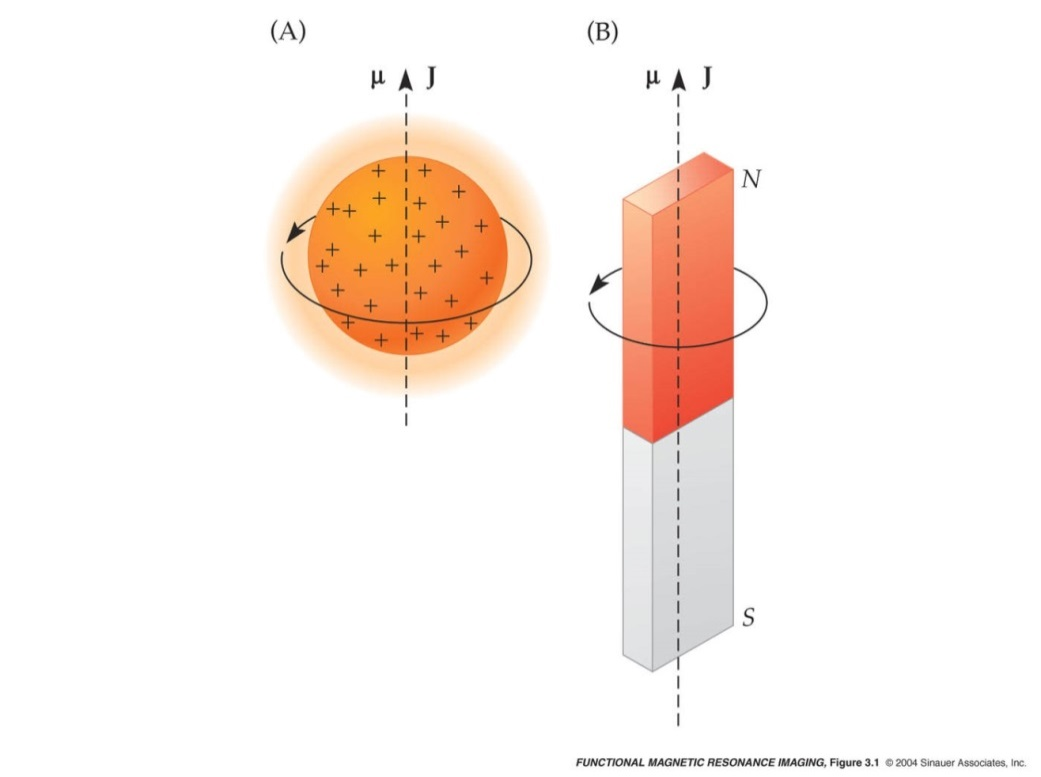 (A)
(B)
μ J
μ J
N
+ + + + + + + + + + + + + + + + + + + + + + + + + + + +
S
FUNCTIONAL MAGNETIC RESONANCE IMAGING, Figure 3.1 © 2004 Sinauer Associates, Inc.